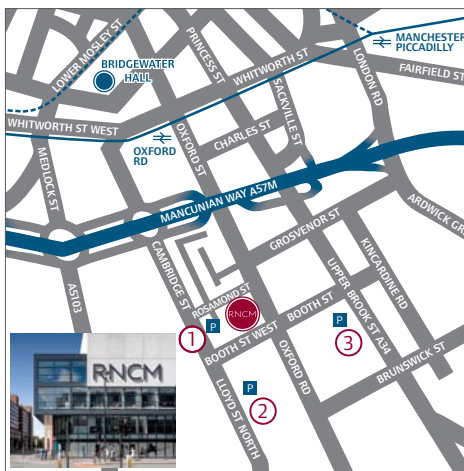 LOWER MOSLEY ST
BRIDGEWATER
HALL
PRINCESS ST
MANCHESTER
PICCADILLY
WHITWORTH ST
LONDON RD
FAIRFIELD ST
SACKVILLE ST
WHITWORTH ST WEST
OXFORD ST
CHARLES ST
OXFORD
RD
MEDLOCK ST
MANCUNIAN WAY A57M
ARDWICK GR
GROSVENOR ST
CAMBRIDGE ST
KINCARDINE RD
A5103
ROSAMOND ST
RNCM
UPPER BROOK ST A34
BOOTH ST
P
1
P
3
BOOTH ST WEST
OXFORD RD
BRUNSWICK ST
RNCM
P
2
LLOYD ST NORTH